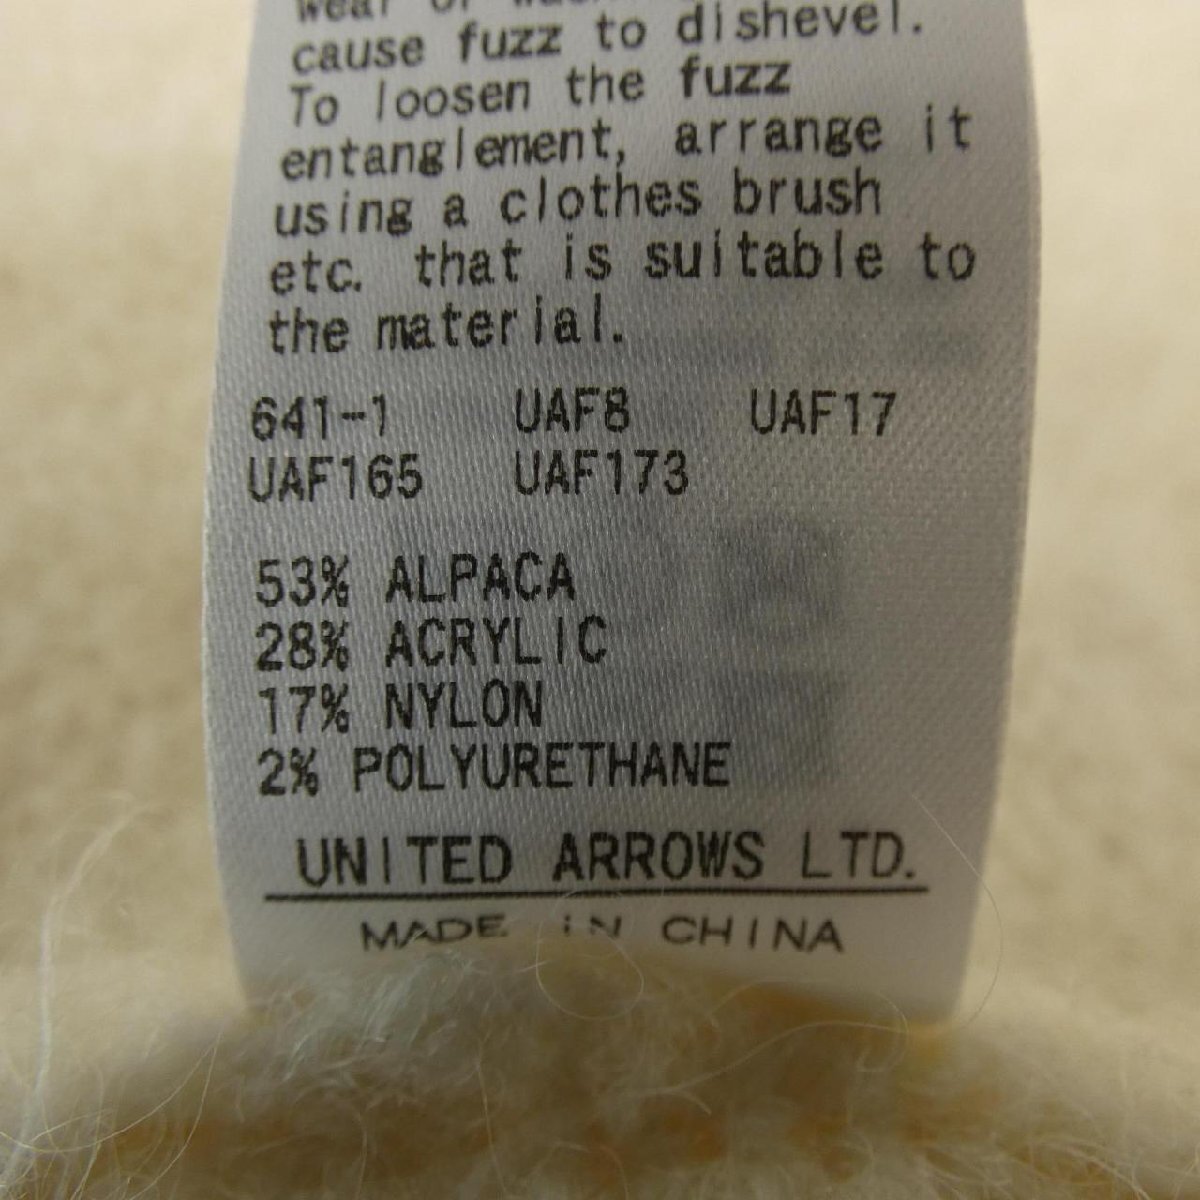 wear or
cause fuzz to dishevel.
To loosen the fuzz
entanglement, arrange it
using a clothes brush
etc. that is suitable to
the material.
641-1 UAF8 UAF17
UAF165 UAF173
53% ALPACA
28% ACRYLIC
17% NYLON
2% POLYURETHANE
UNITED ARROWS LTD.
MADE IN CHINA